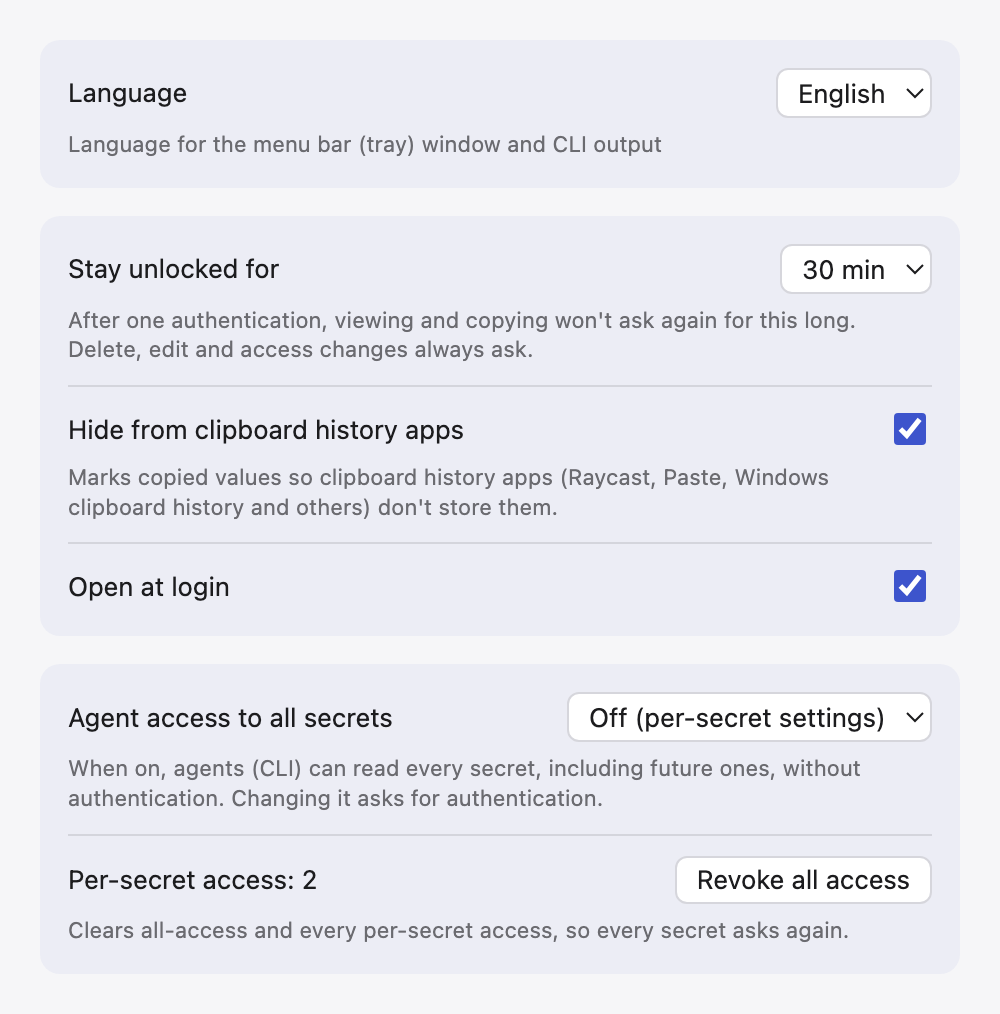 Language
English
Language for the menu bar (tray) window and CLI output
Stay unlocked for
30 min
After one authentication, viewing and copying won't ask again for this long.
Delete, edit and access changes always ask.
Hide from clipboard history apps
Marks copied values so clipboard history apps (Raycast, Paste, Windows
clipboard history and others) don't store them.
Open at login
Agent access to all secrets
Off (per-secret settings)
When on, agents (CLI) can read every secret, including future ones, without
authentication. Changing it asks for authentication.
Per-secret access: 2
Revoke all access
Clears all-access and every per-secret access, so every secret asks again.